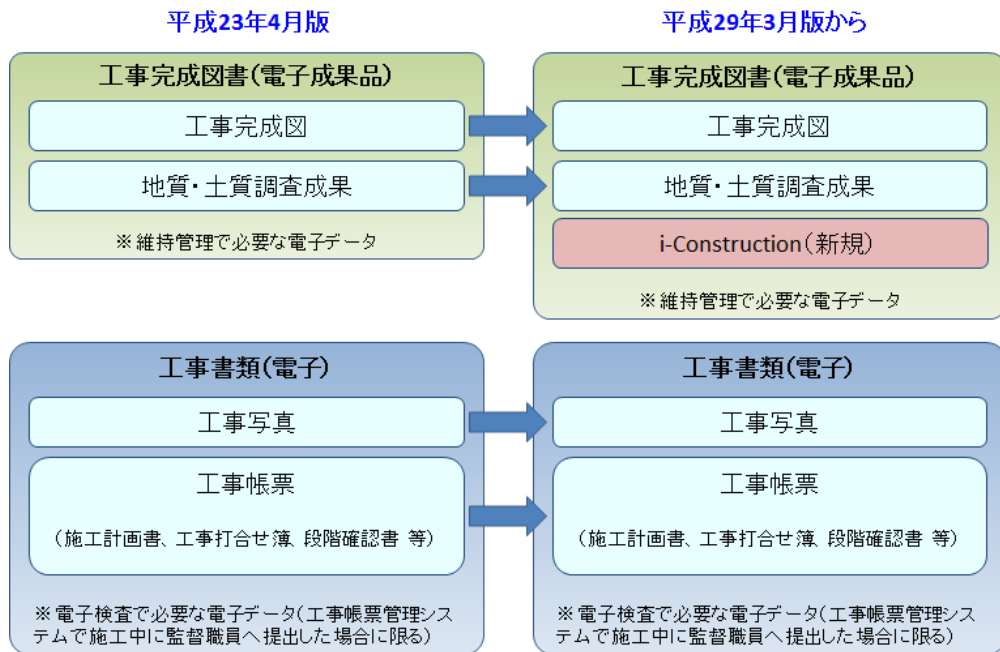 平成23年4月版
工事完成図書(電子成果品)
工事完成図
地質・土質調査成果
※維持管理で必要な電子データ
工事書類(電子)
工事写真
工事帳票
(施工計画書、工事打合せ簿、段階確認書 等)
※電子検査で必要な電子データ(工事帳票管理シス
テムで施工中に監督職員へ提出した場合に限る)
平成29年3月版から
工事完成図書(電子成果品)
工事完成図
地質・土質調査成果
i-Construction(新規)
※維持管理で必要な電子データ
工事書類(電子)
工事写真
工事帳票
(施工計画書、工事打合せ簿、段階確認書 等)
※電子検査で必要な電子データ(工事帳票管理シス
テムで施工中に監督職員へ提出した場合に限る)